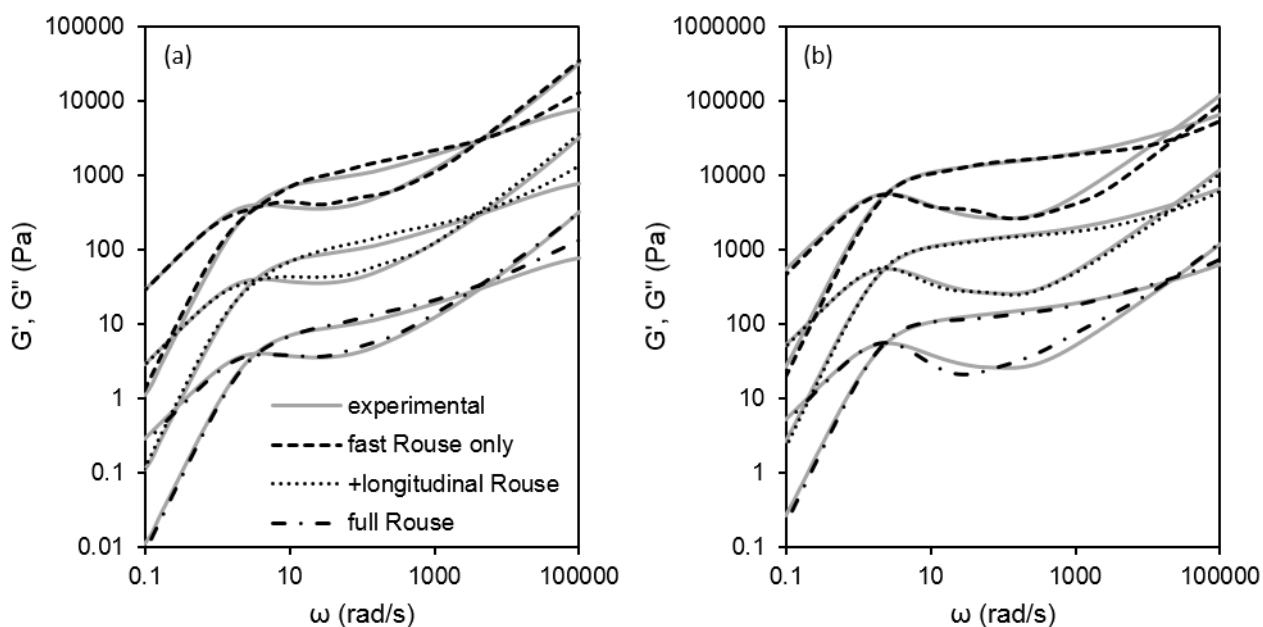 (a)
G', G'' (Pa)
100000
10000
1000
100
10
1
0.1
0.01
experimental
fast Rouse only
+longitudinal Rouse
full Rouse
0.1
10
1000
100000
ω (rad/s)
(b)
G', G'' (Pa)
1000000
100000
10000
1000
100
10
1
0.1
0.1
10
1000
100000
ω (rad/s)